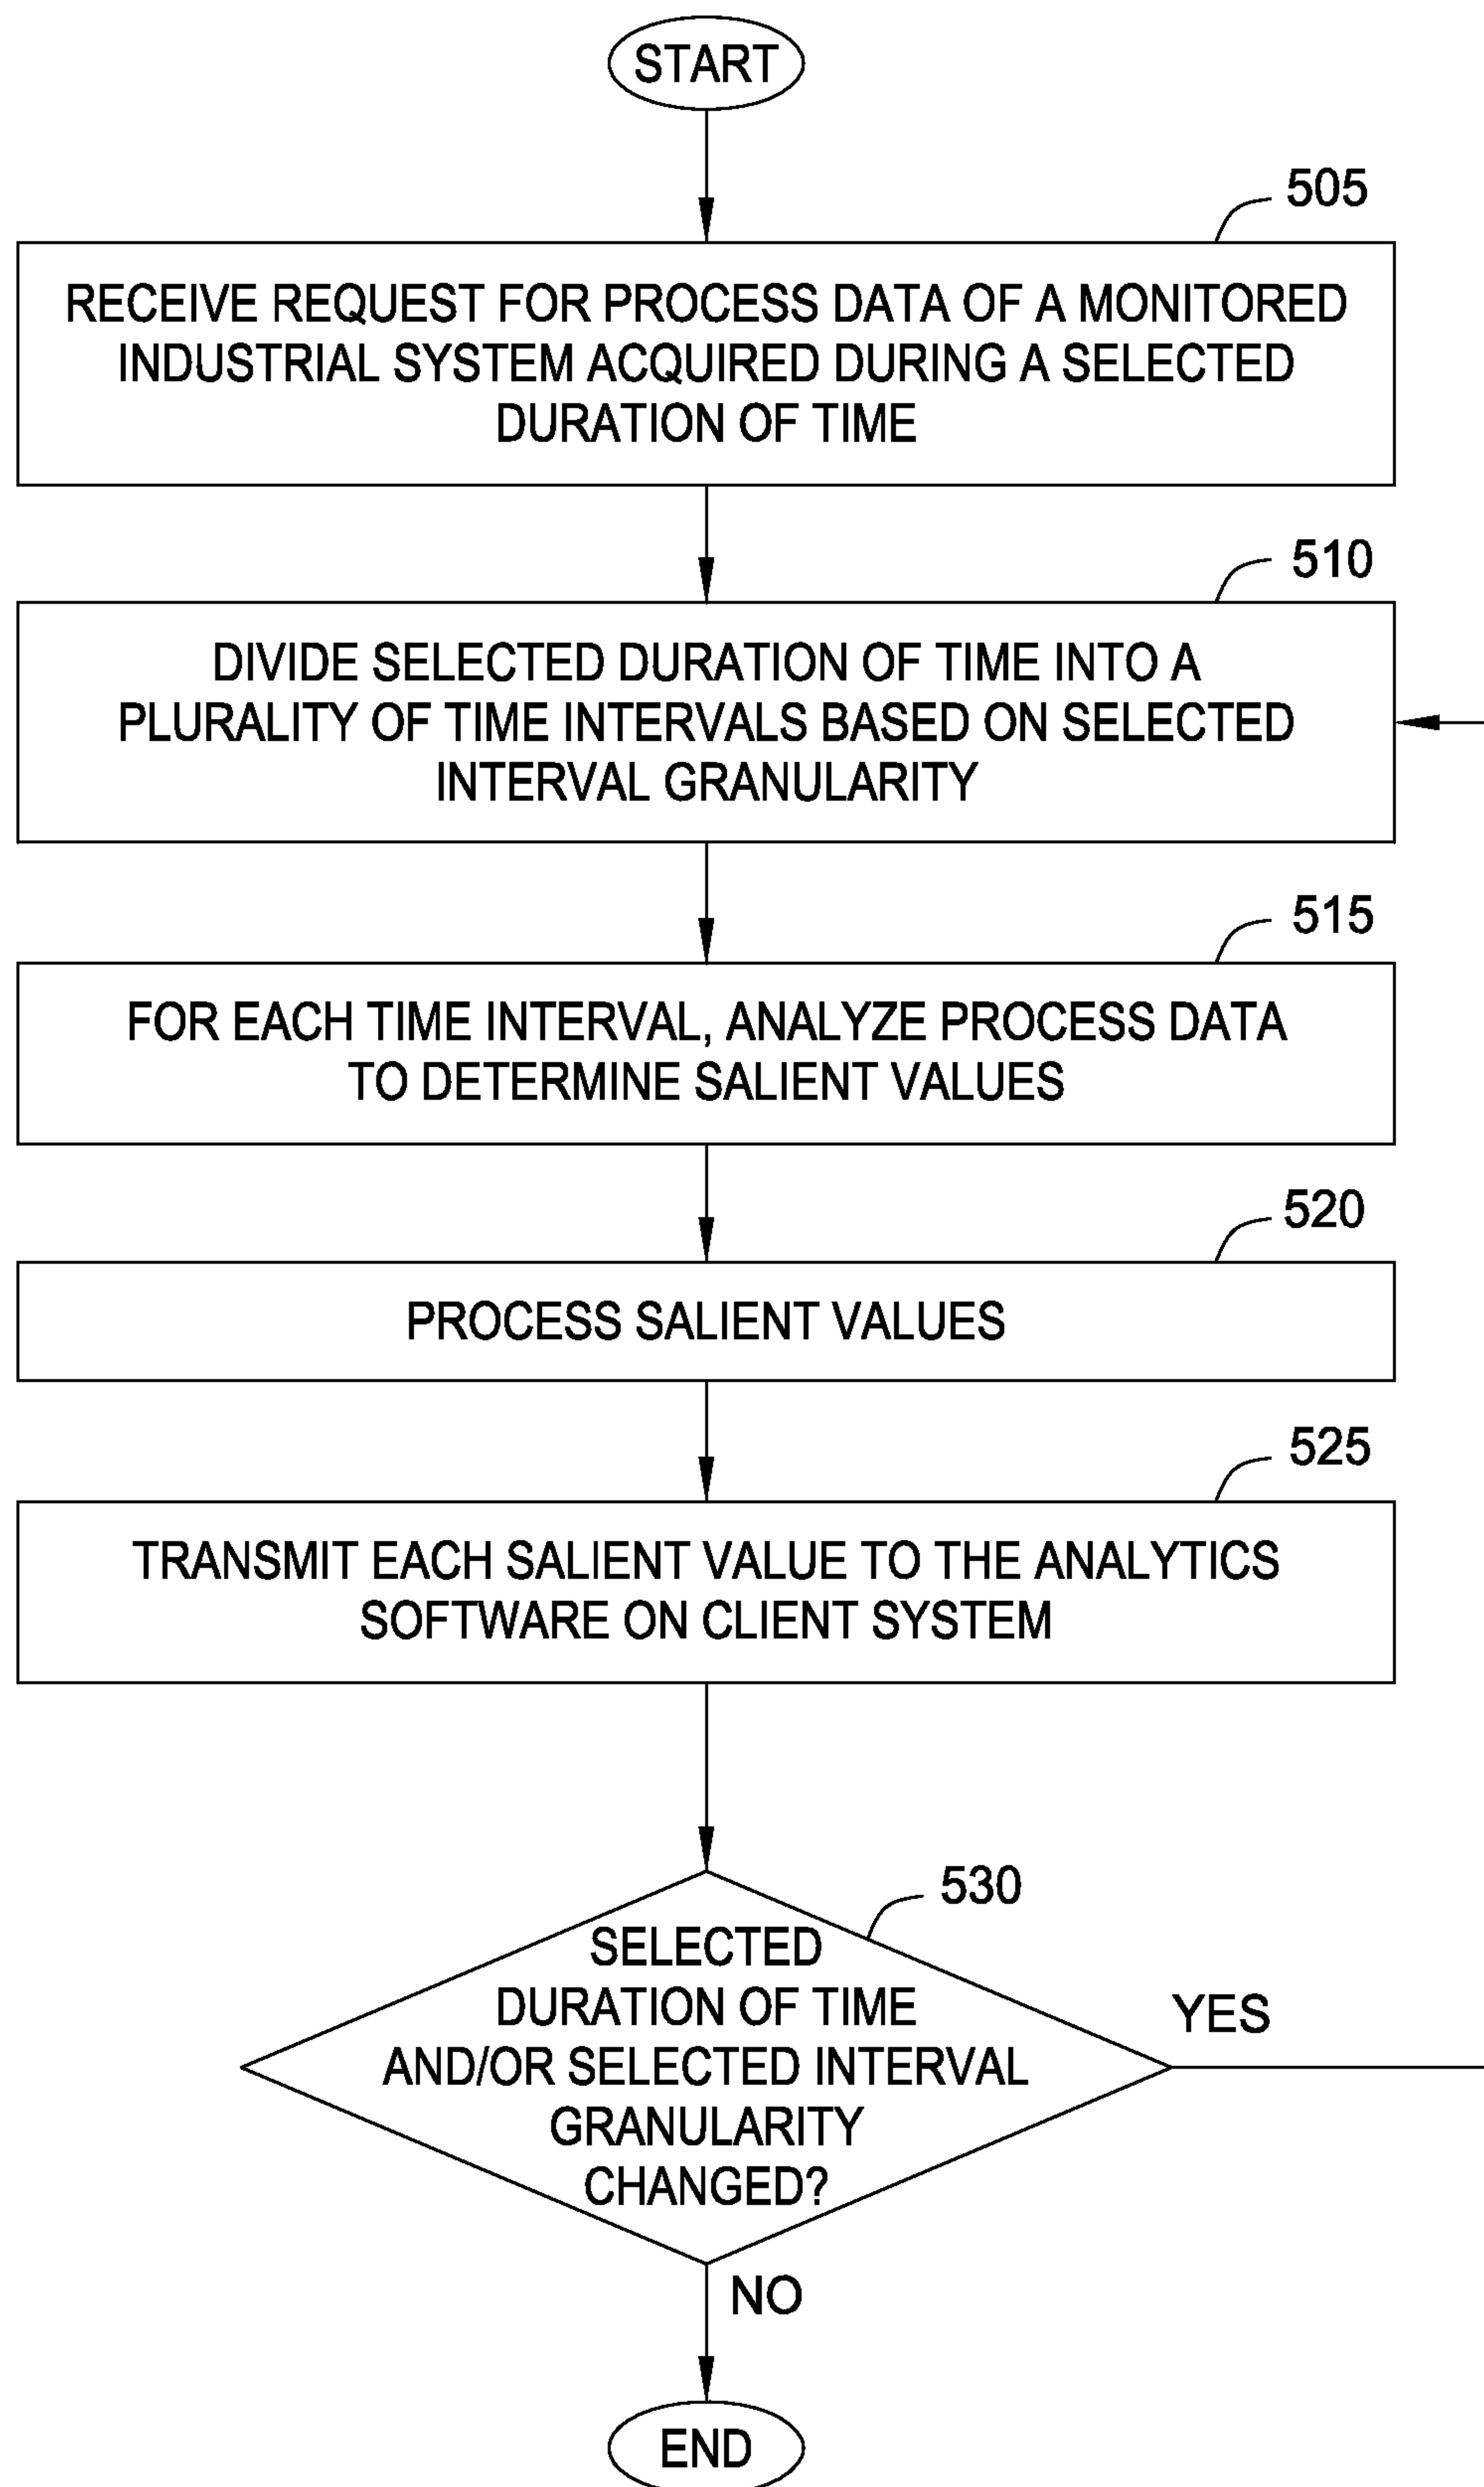 START
505
RECEIVE REQUEST FOR PROCESS DATA OF A MONITORED
INDUSTRIAL SYSTEM ACQUIRED DURING A SELECTED
DURATION OF TIME
510
DIVIDE SELECTED DURATION OF TIME INTO A
PLURALITY OF TIME INTERVALS BASED ON SELECTED
INTERVAL GRANULARITY
515
FOR EACH TIME INTERVAL, ANALYZE PROCESS DATA
TO DETERMINE SALIENT VALUES
520
PROCESS SALIENT VALUES
525
TRANSMIT EACH SALIENT VALUE TO THE ANALYTICS
SOFTWARE ON CLIENT SYSTEM
530
SELECTED
DURATION OF TIME
AND/OR SELECTED INTERVAL
GRANULARITY
CHANGED?
YES
NO
END